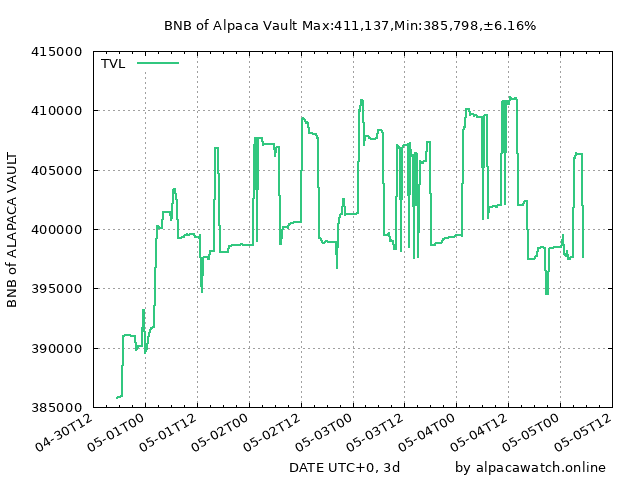 BNB of Alpaca Vault Max:411,137,Min:385,798,±6.16%
TVL
415000
410000
405000
400000
395000
390000
385000
BNB of ALAPACA VAULT
04-30T12
05-01T00
05-01T12
05-02T00
05-02T12
05-03T00
05-03T12
05-04T00
05-04T12
05-05T00
05-05T12
DATE UTC+0, 3d
by alpacawatch.online